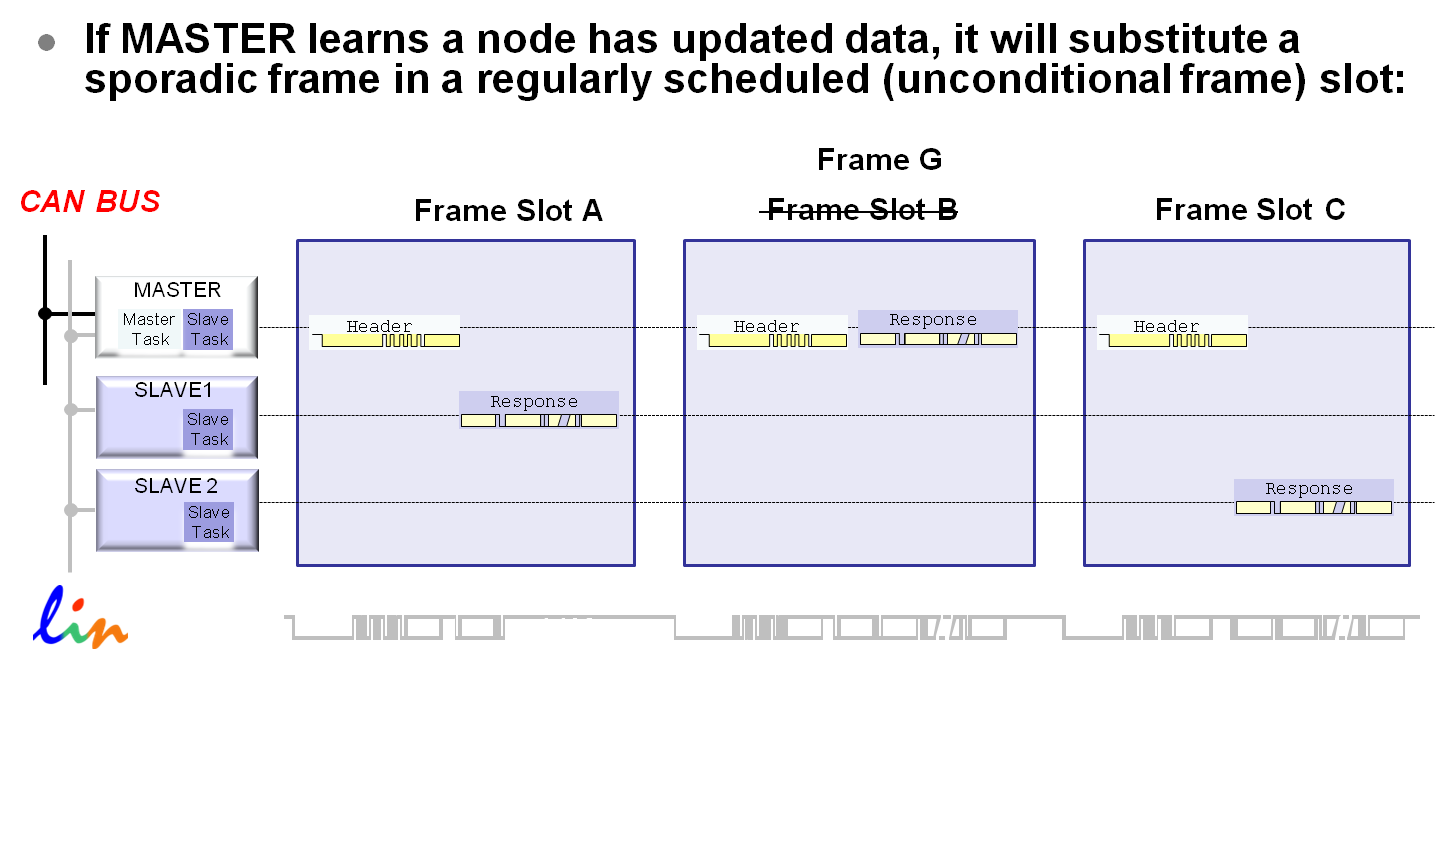 If MASTER learns a node has updated data, it will substitute a
sporadic frame in a regularly scheduled (unconditional frame) slot:
Frame G
CAN BUS
Frame Slot A
Frame Slot B
Frame Slot C
MASTER
Master
Task
Slave
Task
Header
Header
Response
Header
SLAVE1
Slave
Task
Response
SLAVE 2
Slave
Task
Response
lin